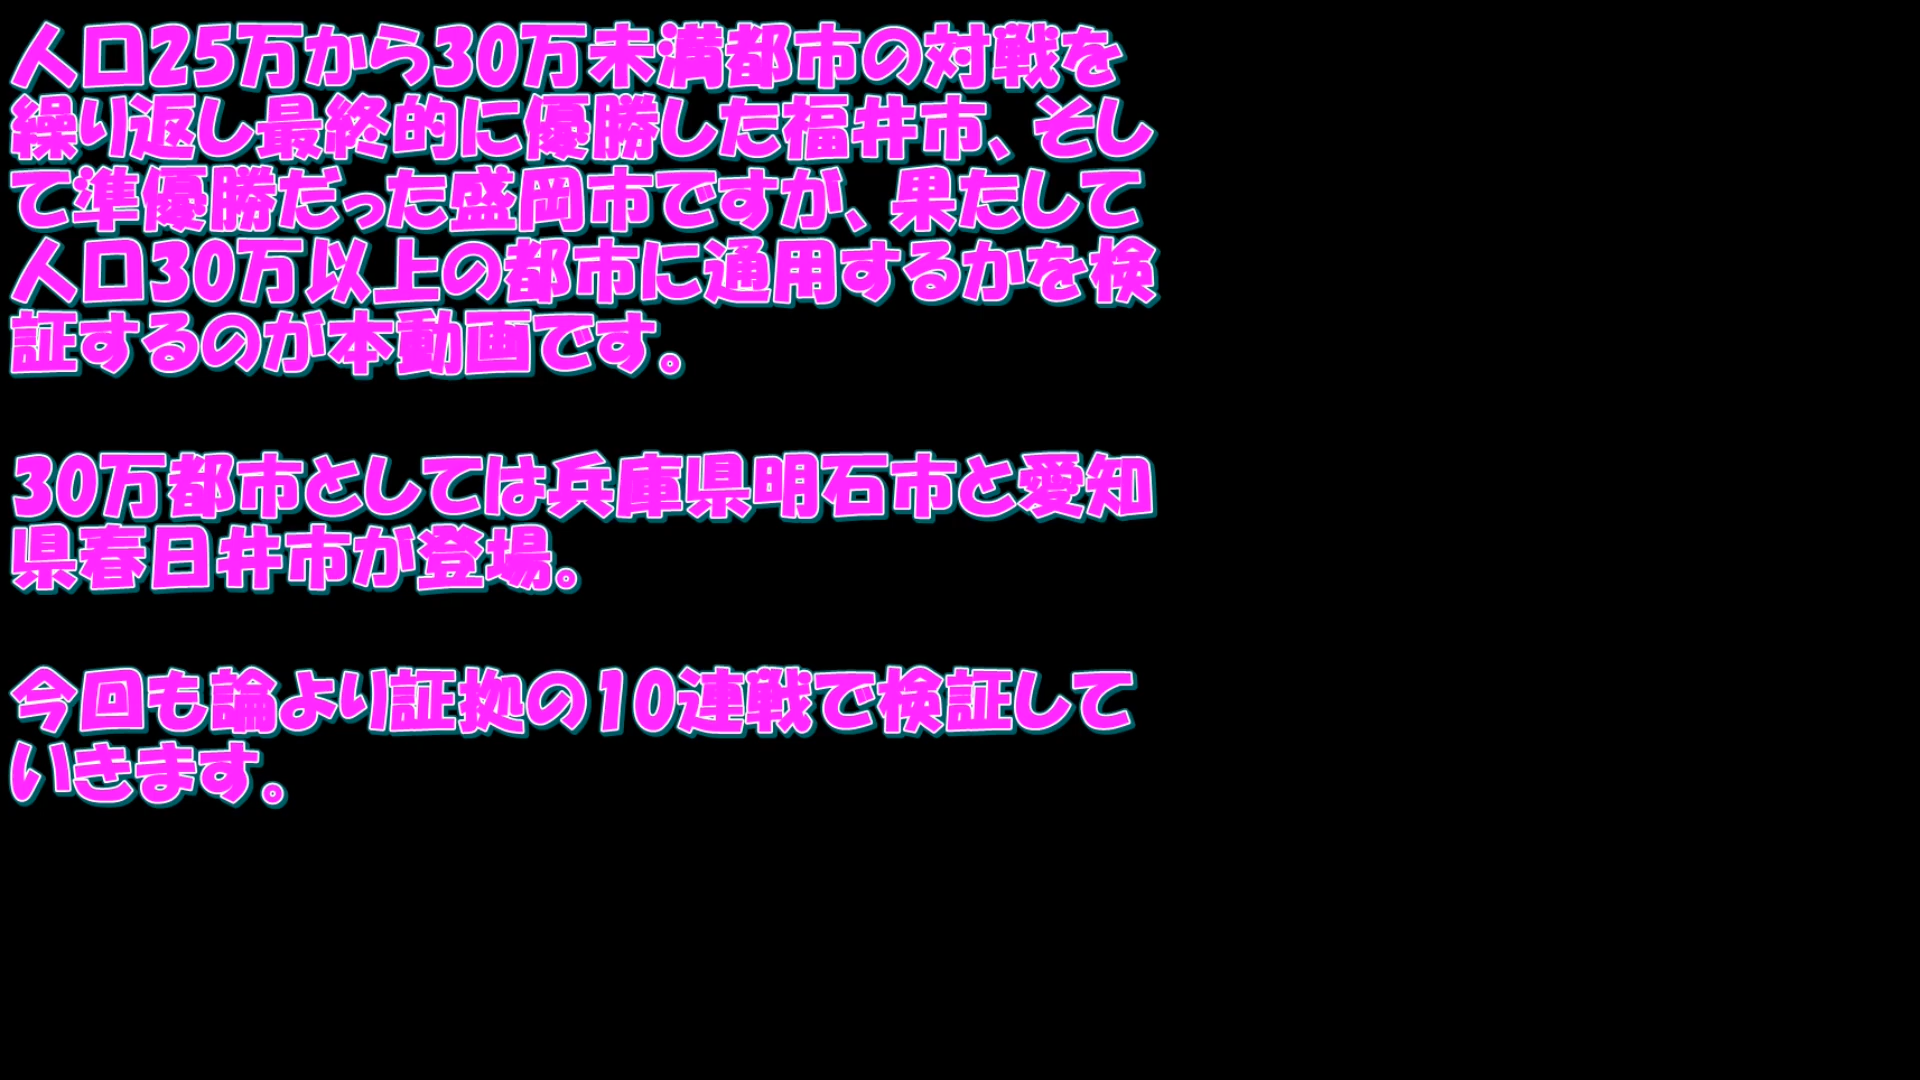 人口25万から30万未満都市の対戦を
繰り返し最終的に優勝した福井市、そし
て準優勝だった盛岡市ですが、果たして
人口30万以上の都市に通用するかを検
証するのが本動画です。
30万都市としては兵庫県明石市と愛知
県春日井市が登場。
今回も論より証拠の10連戦で検証して
いきます。